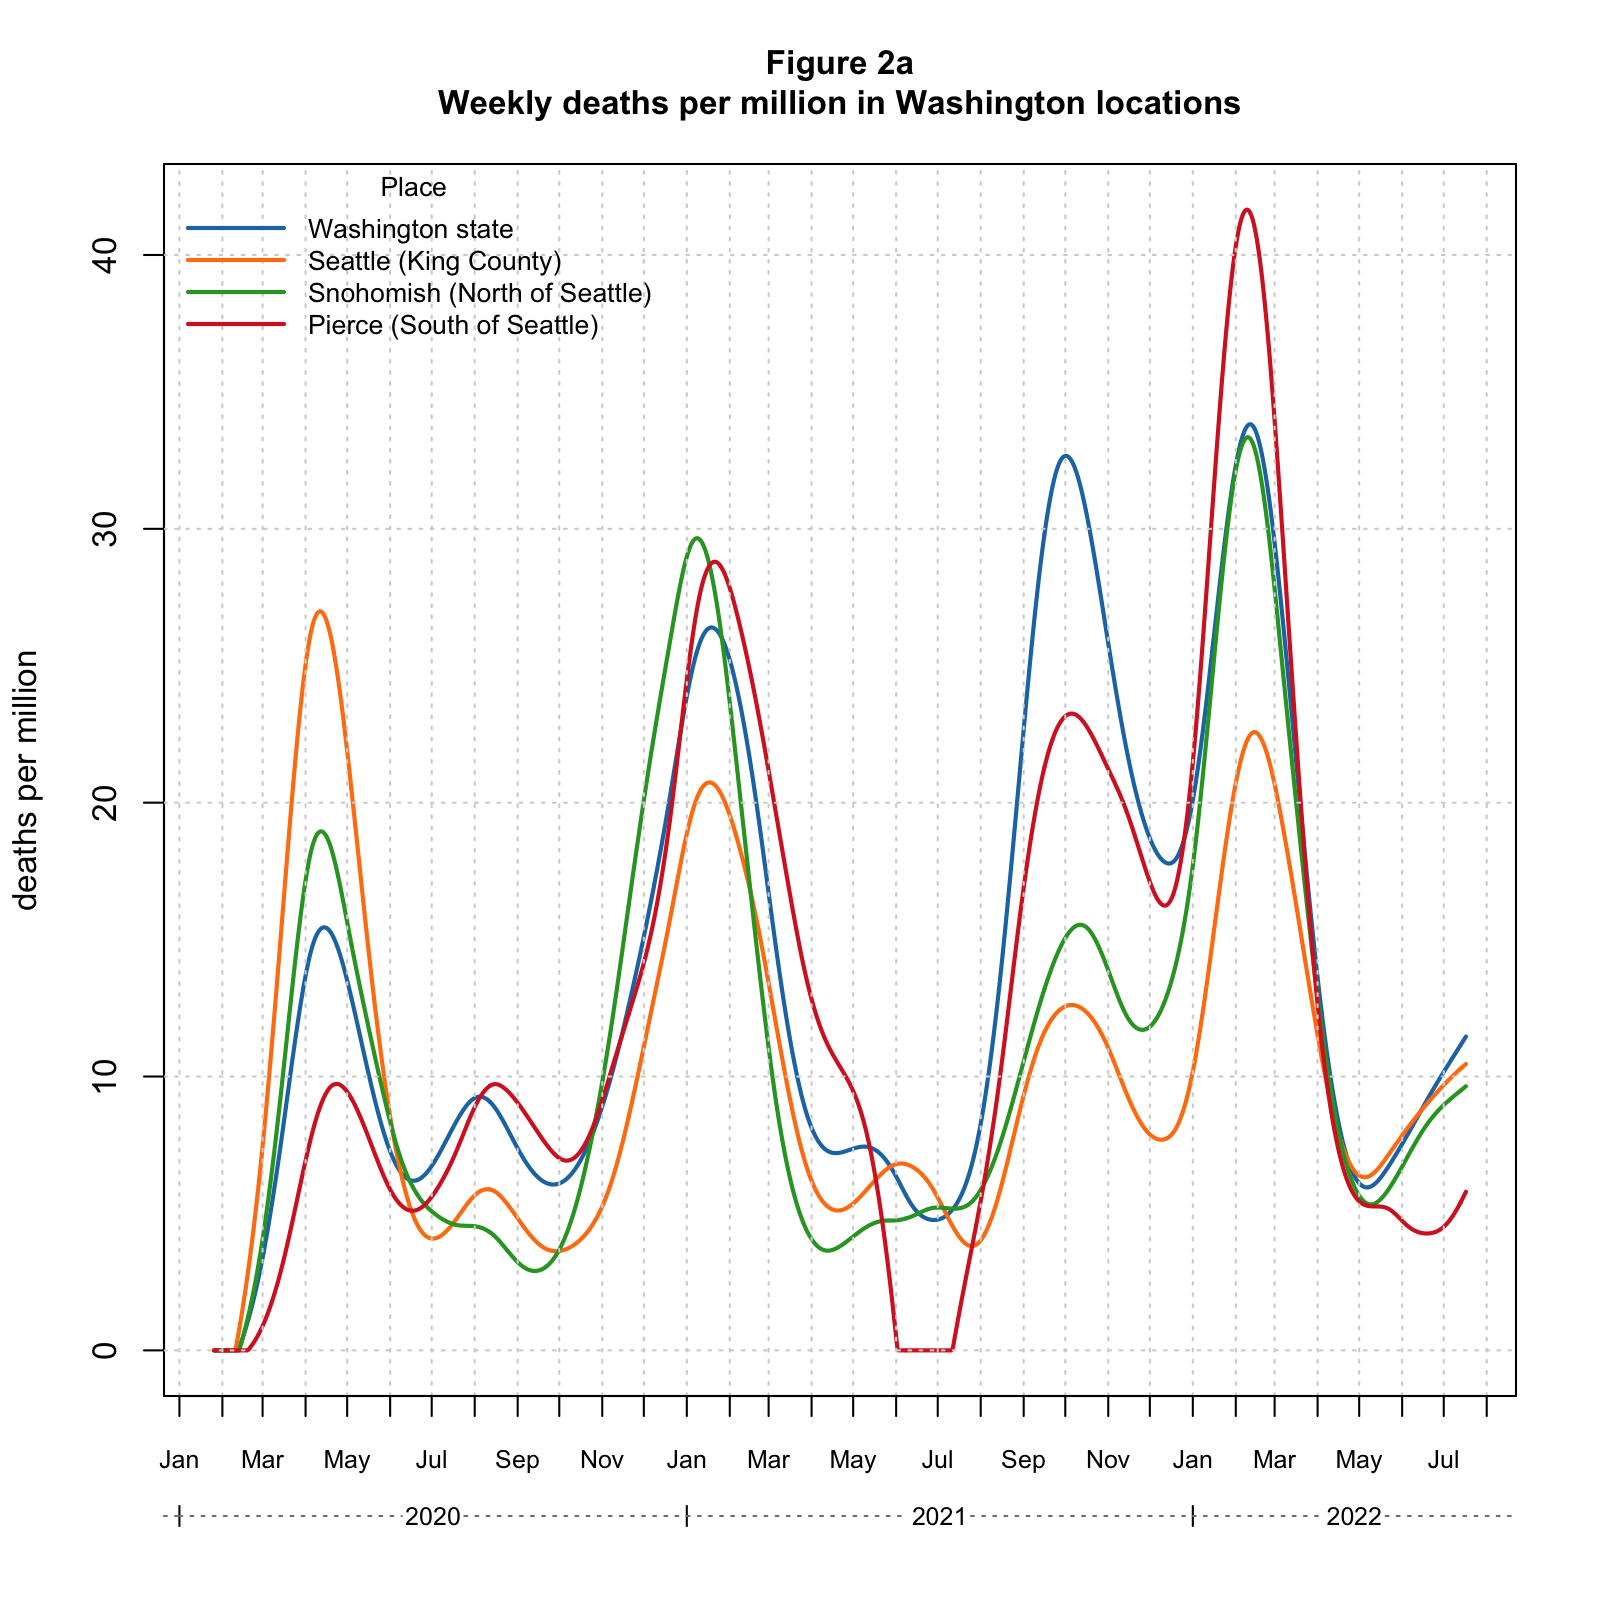 Figure 2a
Weekly deaths per million in Washington locations
Place
Washington state
Seattle (King County)
Snohomish (North of Seattle)
Pierce (South of Seattle)
deaths per million
40
30
20
10
0
Jan Mar May Jul Sep Nov Jan Mar May Jul Sep Nov Jan Mar May Jul
2020 2021 2022